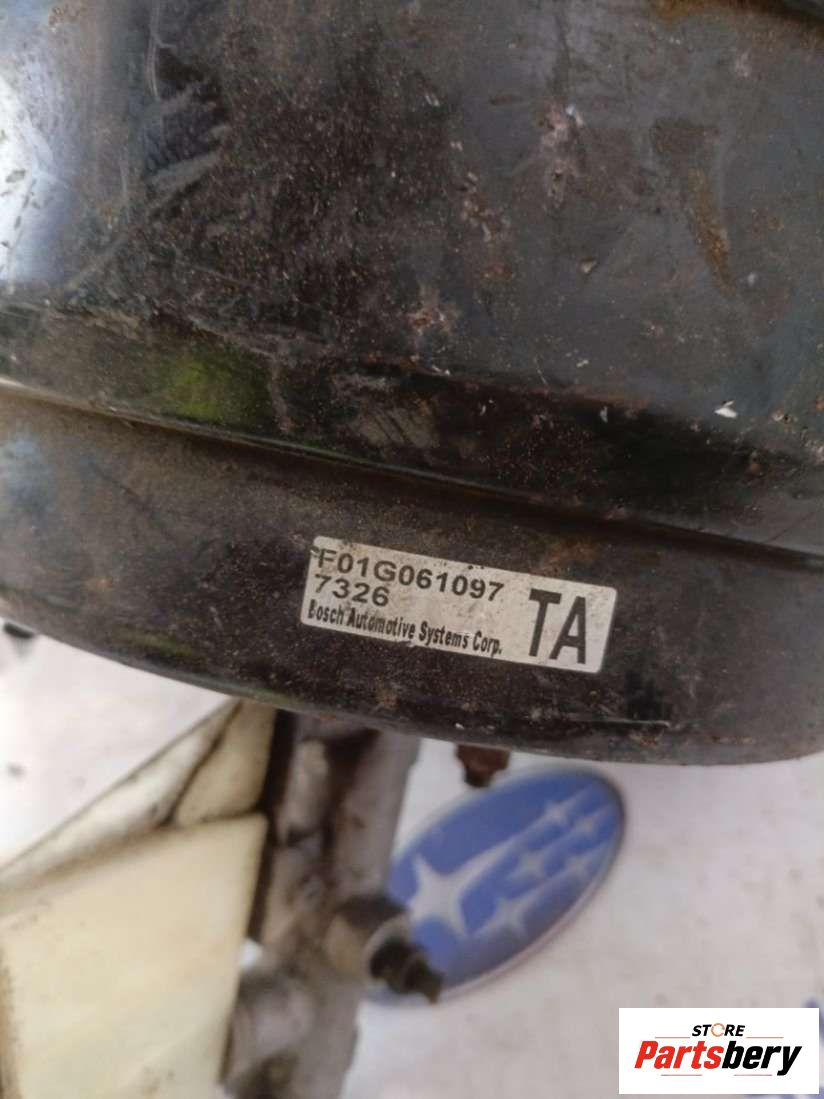 F01G061097
7326
TA
Bosch Automotive Systems Corp.
STORE
Partsbery